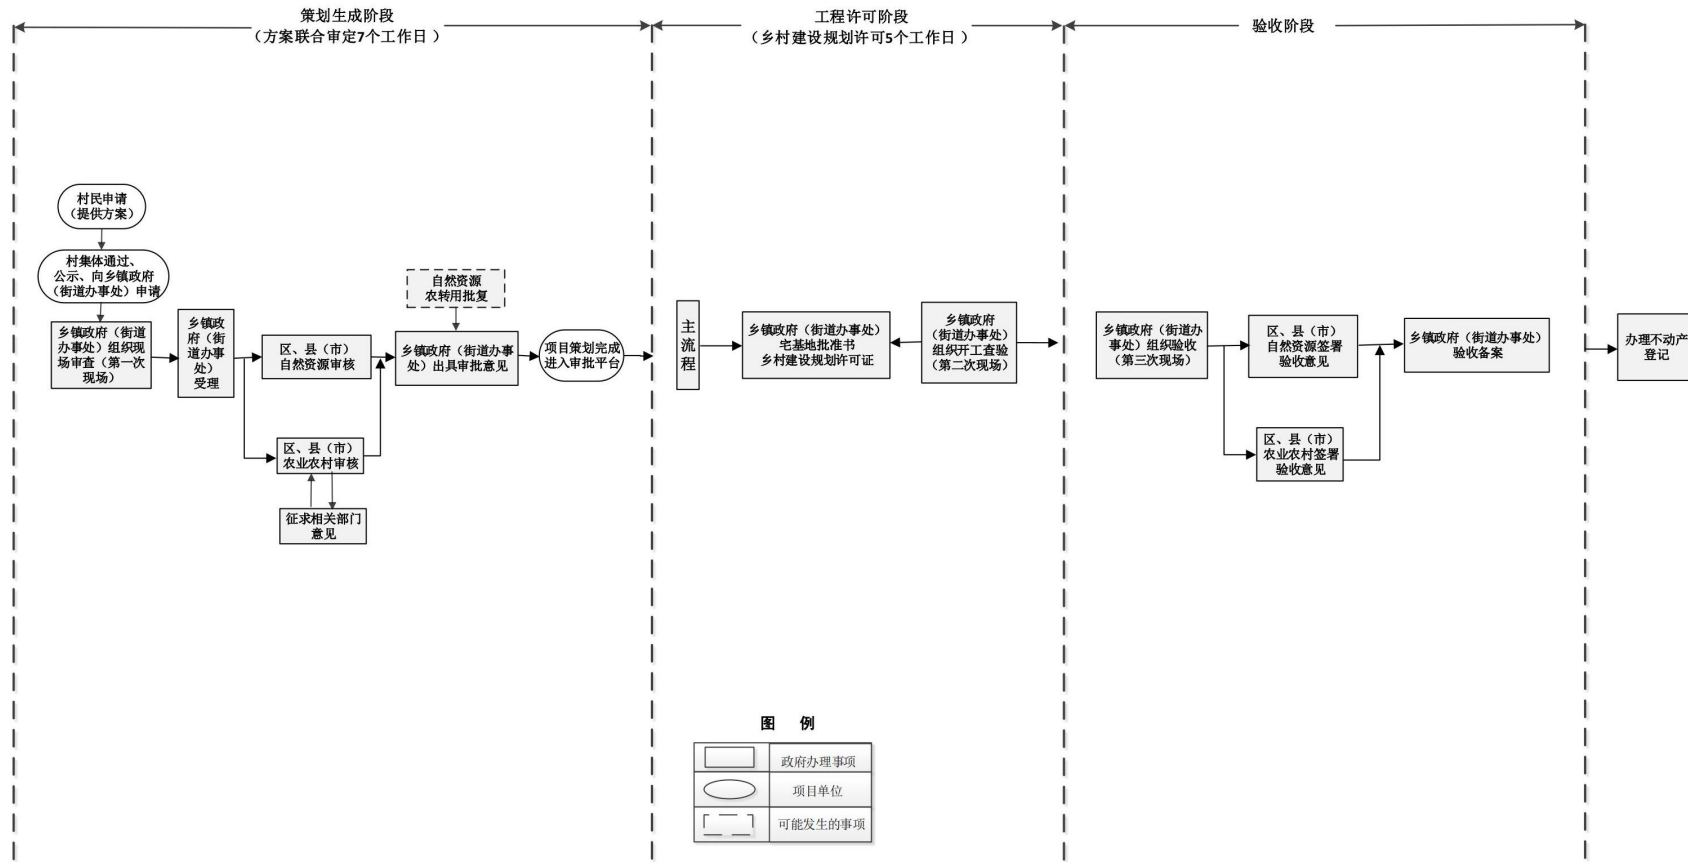 策划生成阶段
（方案联合审定7个工作日）
工程许可阶段
（乡村建设规划许可5个工作日）
验收阶段
村民申请
（提供方案）
村集体通过、
公示、向乡镇政府
（街道办事处）申请
乡镇政府（街道
办事处）组织现
场审查（第一次
现场）
乡镇政
府（街
道办事
处）
受理
区、县（市）
自然资源审核
区、县（市）
农业农村审核
征求相关部门
意见
自然资源
农转用批复
乡镇政府（街道办事
处）出具审批意见
项目策划完成
进入审批平台
主
流
程
乡镇政府（街道办事处）
宅基地批准书
乡村建设规划许可证
乡镇政府
（街道办事处）
组织开工查验
（第二次现场）
乡镇政府（街道办
事处）组织验收
（第三次现场）
区、县（市）
自然资源签署
验收意见
区、县（市）
农业农村签署
验收意见
乡镇政府（街道办事处）
验收备案
办理不动产
登记
图 例
政府办理事项
项目单位
可能发生的事项